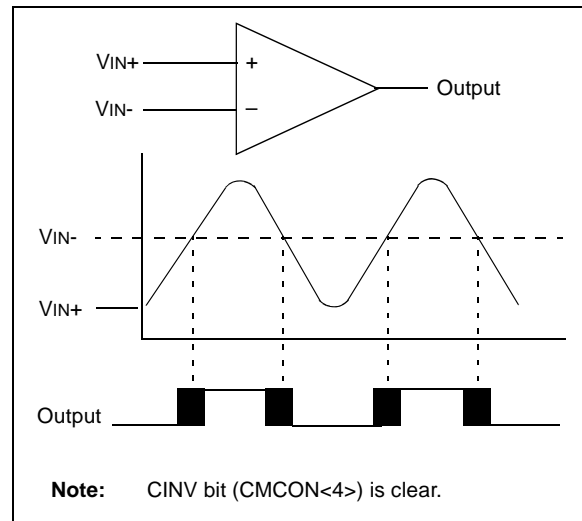 VIN+
+
Output
VIN-
–
VIN-
VIN+
Output
Note: CINV bit (CMCON<4>) is clear.